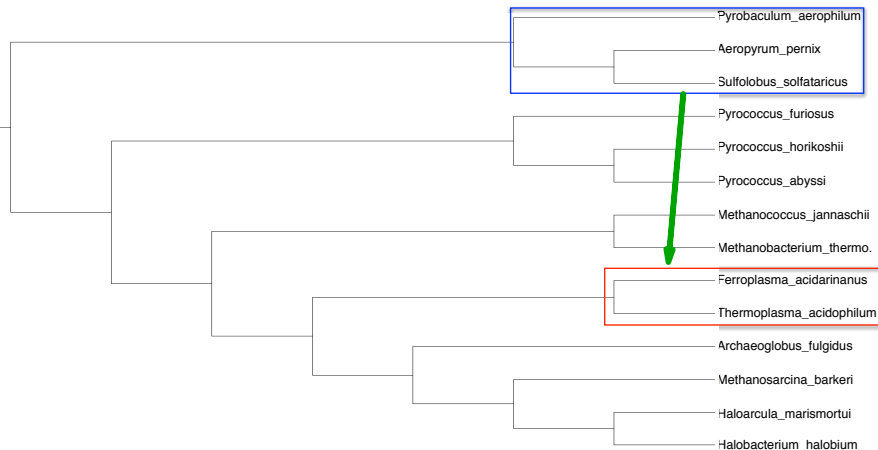 Pyrobaculum_aerophilum
Aeropyrum_pernix
Sulfolobus_solfataricus
Pyrococcus_furiosus
Pyrococcus_horikoshii
Pyrococcus_abyssi
Methanococcus_jannaschii
Methanobacterium_thermo.
Ferroplasma_acidarinanus
Thermoplasma_acidophilum
Archaeoglobus_fulgidus
Methanosarcina_barkeri
Haloarcula_marismortui
Halobacterium_halobium